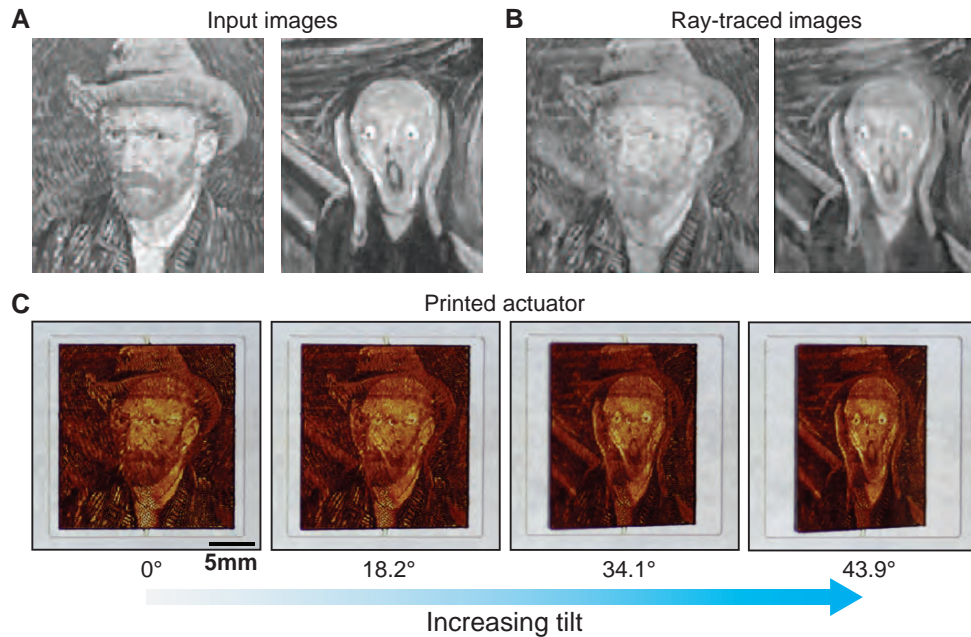 A Input images
B Ray-traced images
C Printed actuator
5mm
0° 18.2° 34.1° 43.9°
Increasing tilt